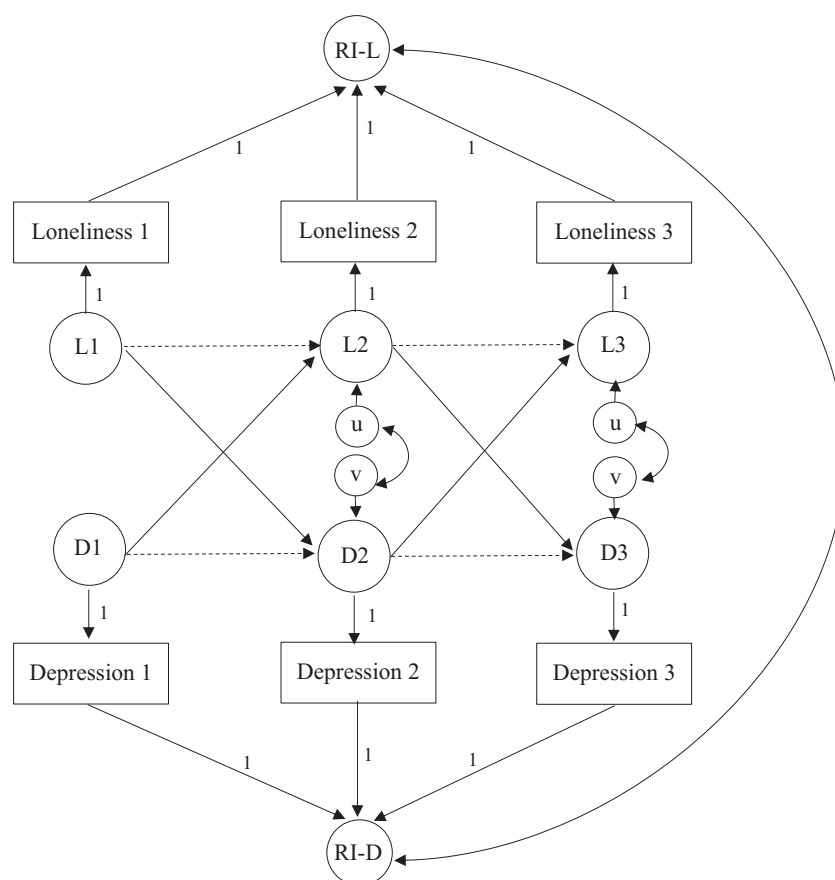 RI-L
1
1
1
Loneliness 1
Loneliness 2
Loneliness 3
1
1
1
L1
L2
L3
u
u
v
v
D1
D2
D3
1
1
1
Depression 1
Depression 2
Depression 3
1
1
1
RI-D